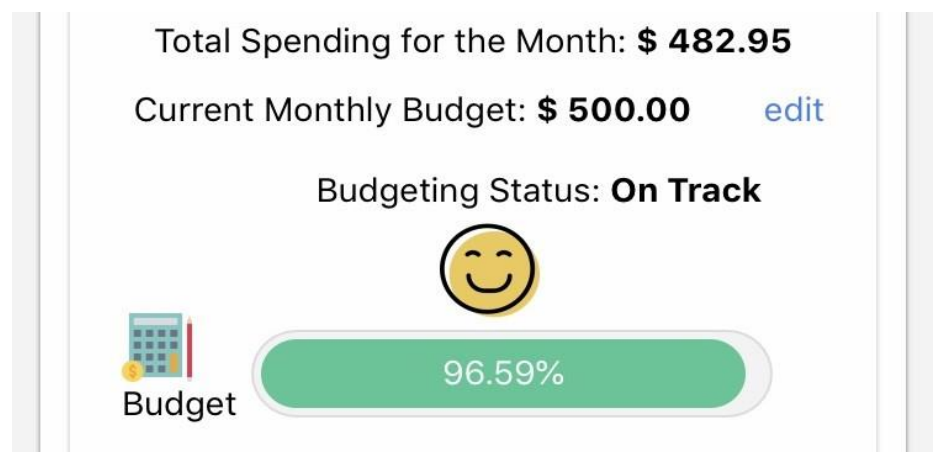 Total Spending for the Month: $ 482.95
Current Monthly Budget: $ 500.00 edit
Budgeting Status: On Track
$
96.59%
Budget